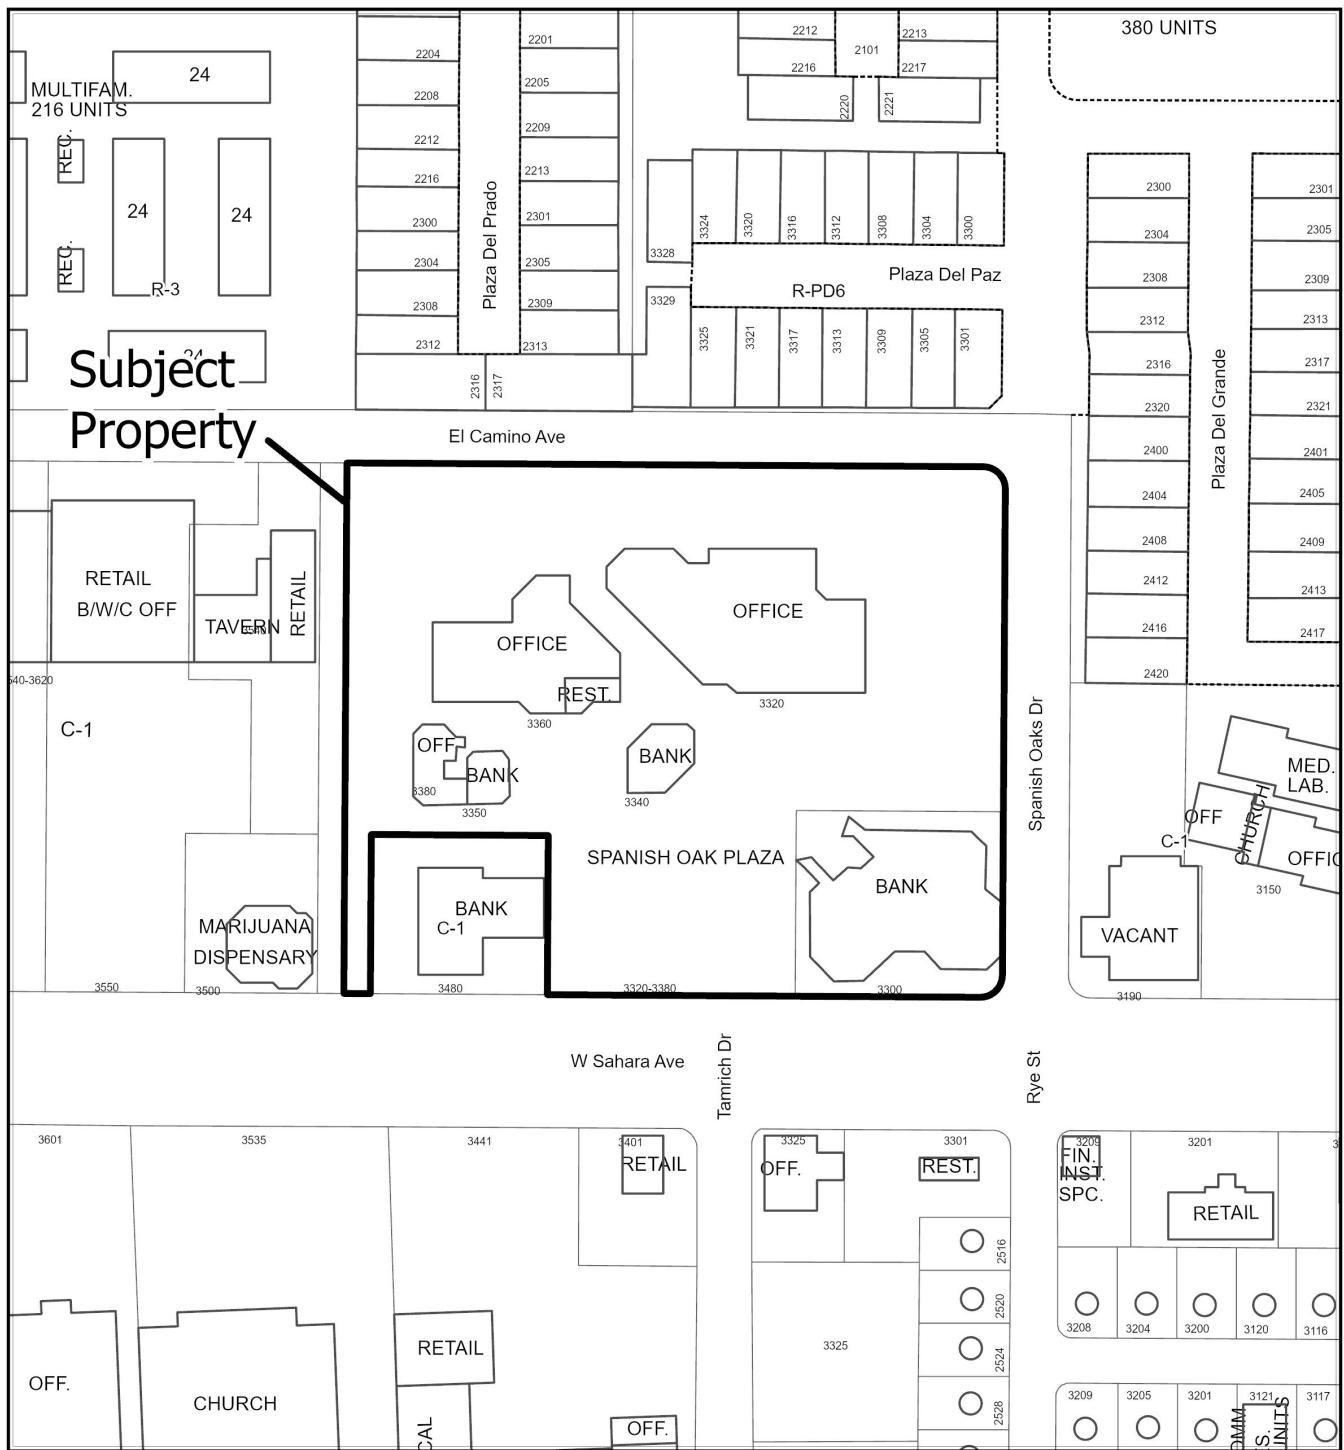 380 UNITS
MULTIFAM.
216 UNITS
24
REC.
24
24
REC.
R-3
24
2204
2208
2212
2216
2300
2304
2308
2312
2316
Plaza Del Prado
2201
2205
2209
2213
2301
2305
2309
2313
2317
2212
2216
2101
2213
2217
2220
2221
3328
3324
3320
3316
3312
3308
3304
3300
Plaza Del Paz
R-PD6
3329
3325
3321
3317
3313
3309
3305
3301
2300
2304
2308
2312
2316
2320
2400
2404
2408
2412
2416
2420
Plaza Del Grande
2301
2305
2309
2313
2317
2321
2401
2405
2409
2413
2417
Subject
Property
El Camino Ave
RETAIL
B/W/C OFF
TAVERN
RETAIL
540-3620
C-1
OFFICE
REST.
3360
OFFICE
3320
OFF
3380
BANK
3350
BANK
3340
SPANISH OAK PLAZA
BANK
C-1
BANK
3480
3320-3380
3300
MARIJUANA
DISPENSARY
3550
3500
Spanish Oaks Dr
MED.
LAB.
OFF
CHURCH
C-1
OFFIC
3150
VACANT
3190
W Sahara Ave
Tamrich Dr
Rye St
3601
3535
3441
3401
RETAIL
3325
OFF.
3301
REST.
3209
FIN.
INST.
SPC.
3201
RETAIL
3
2516
2520
2524
2528
3325
3208
3204
3200
3120
3116
3209
3205
3201
3121
3117
OFF.
CHURCH
RETAIL
CAL
OFF.
OMM
S.
UNITS